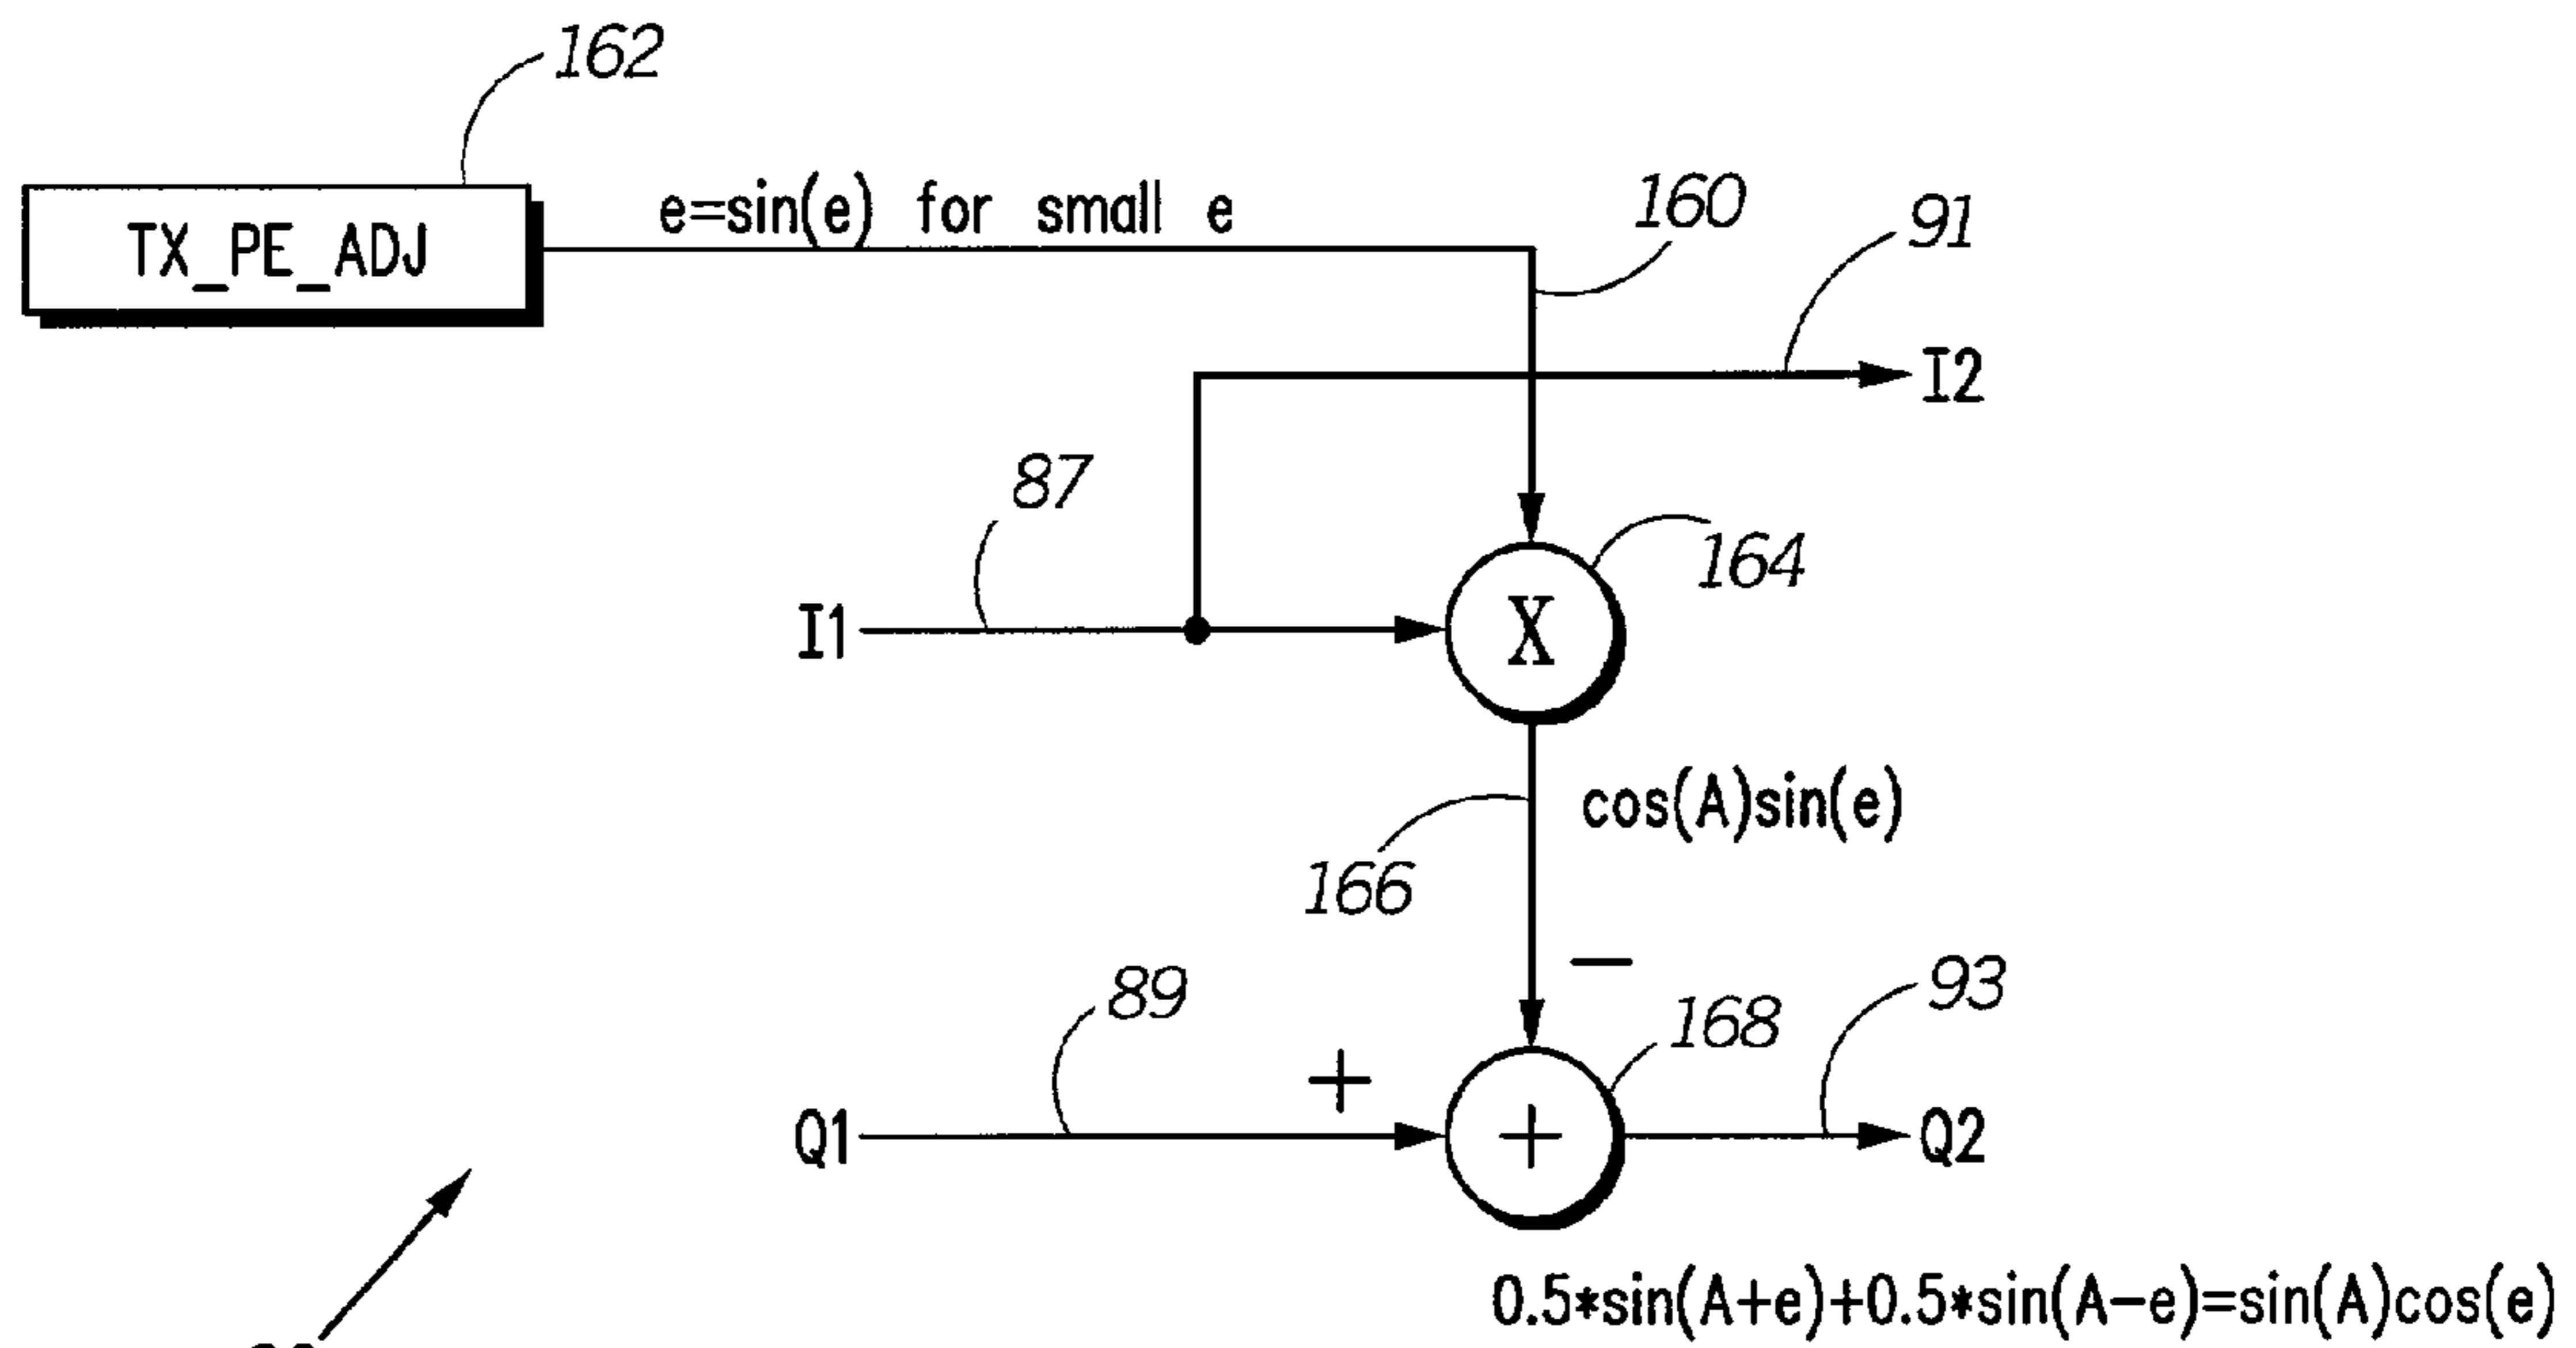 162
TX_PE_ADJ
e=sin(e) for small e
160
91
I2
87
164
I1
X
cos(A)sin(e)
166
−
89
168
93
+
Q1
+
Q2
0.5*sin(A+e)+0.5*sin(A−e)=sin(A)cos(e)